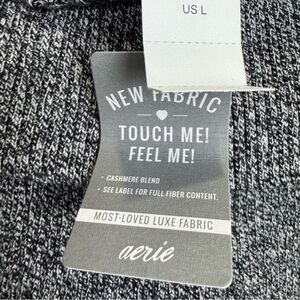 US L
NEW FABRIC
TOUCH ME!
FEEL ME!
• CASHMERE BLEND
• SEE LABEL FOR FULL FIBER CONTENT.
MOST-LOVED LUXE FABRIC
aerie